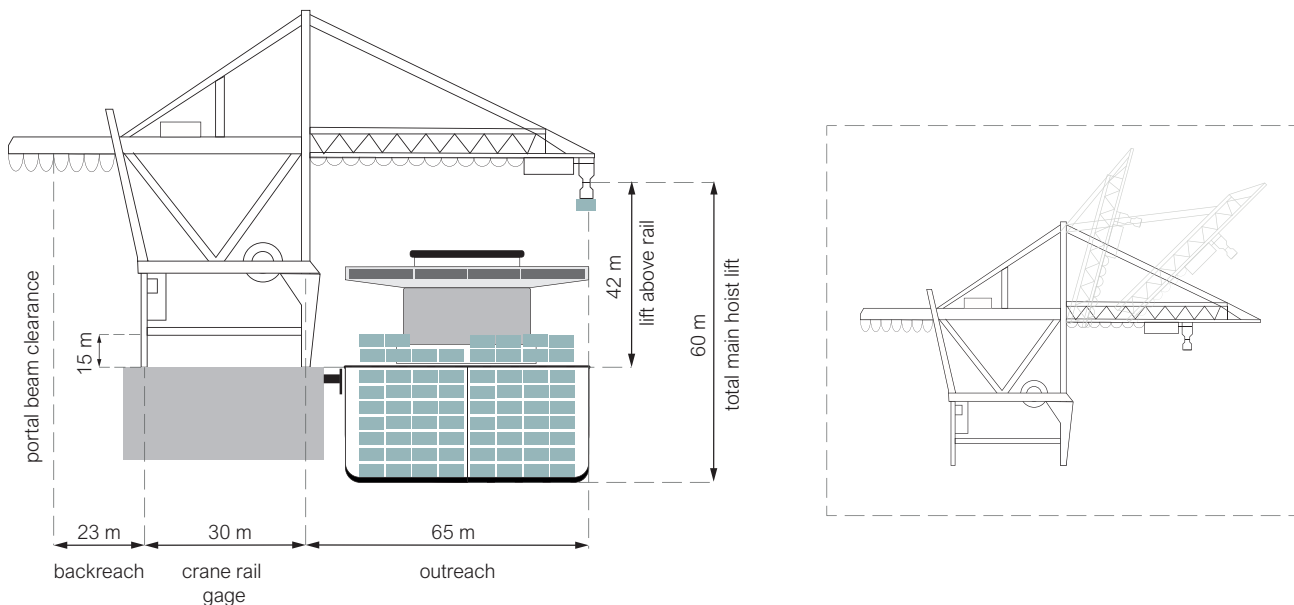 portal beam clearance
15 m
42 m
lift above rail
60 m
total main hoist lift
23 m
30 m
65 m
backreach
crane rail
gage
outreach